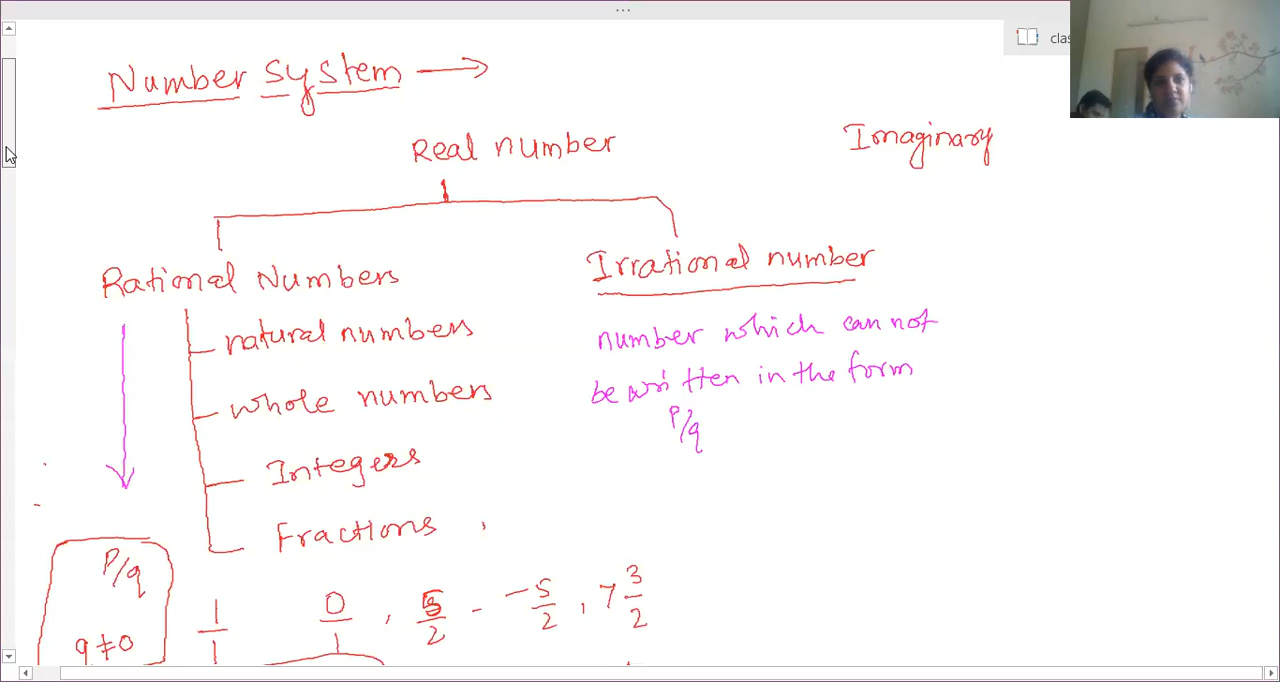 ...
clas
Number system →
Real number
Imaginary
Rational Numbers
Irrational number
natural numbers
number which can not
be written in the form
P/q
whole numbers
Integers
Fractions ,
P/q
q ≠ 0
1/1 0/1 , 5/2 - -5/2 , 7 3/2